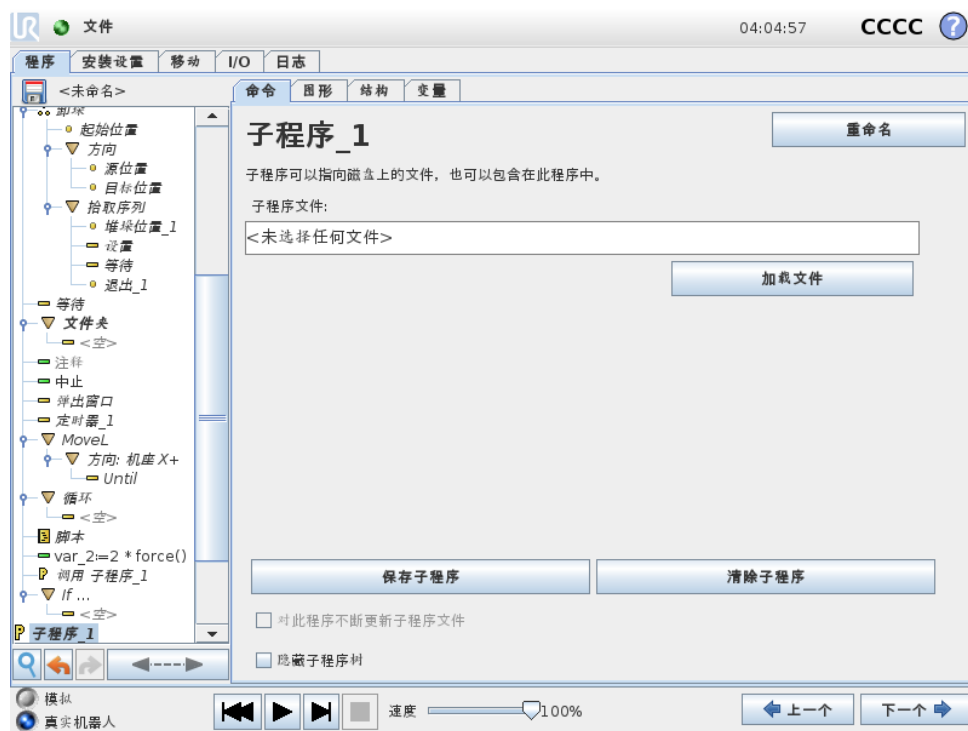 文件
04:04:57
CCCC
程序 安装设置 移动 I/O 日志
<未命名>
命令 图形 结构 变量
卸垛
起始位置
方向
源位置
目标位置
拾取序列
堆垛位置_1
设置
等待
退出_1
等待
文件夹
<空>
注释
中止
弹出窗口
定时器_1
MoveL
方向: 机座 X+
Until
循环
<空>
脚本
var_2:=2 * force()
调用 子程序_1
If ...
<空>
子程序_1
子程序_1
重命名
子程序可以指向磁盘上的文件，也可以包含在此程序中。
子程序文件:
<未选择任何文件>
加载文件
保存子程序
清除子程序
对此程序不断更新子程序文件
隐藏子程序树
模拟
真实机器人
速度
100%
上一个
下一个